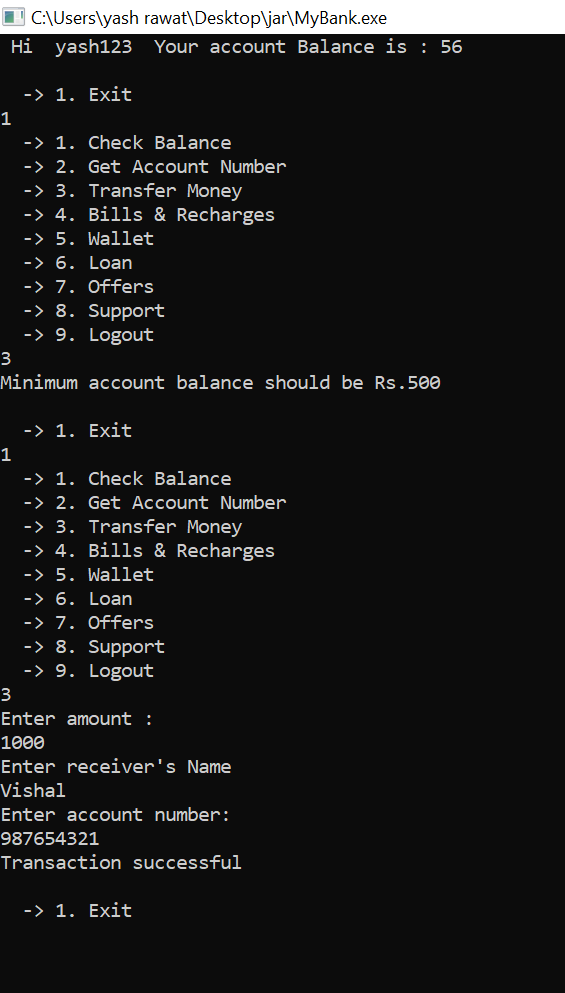 C:\Users\yash rawat\Desktop\jar\MyBank.exe
Hi  yash123  Your account Balance is : 56
-> 1. Exit
1
-> 1. Check Balance
-> 2. Get Account Number
-> 3. Transfer Money
-> 4. Bills & Recharges
-> 5. Wallet
-> 6. Loan
-> 7. Offers
-> 8. Support
-> 9. Logout
3
Minimum account balance should be Rs.500
-> 1. Exit
1
-> 1. Check Balance
-> 2. Get Account Number
-> 3. Transfer Money
-> 4. Bills & Recharges
-> 5. Wallet
-> 6. Loan
-> 7. Offers
-> 8. Support
-> 9. Logout
3
Enter amount :
1000
Enter receiver's Name
Vishal
Enter account number:
987654321
Transaction successful
-> 1. Exit